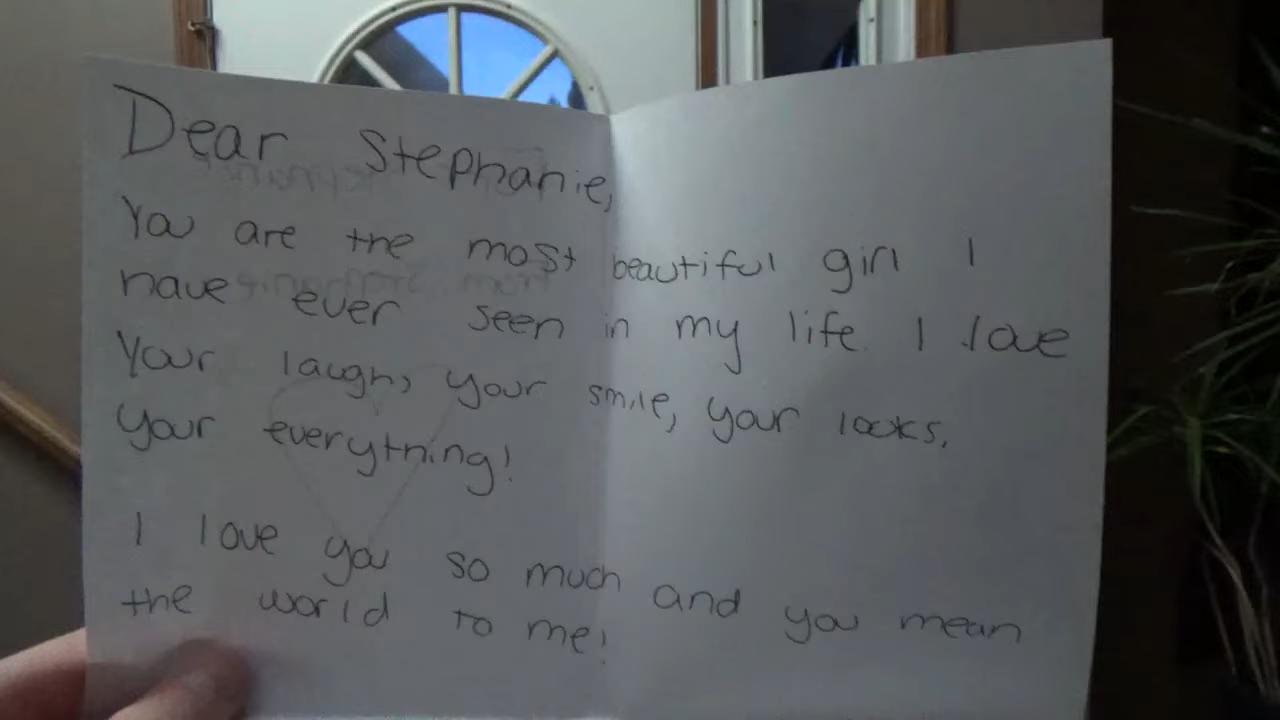 Dear Stephanie,
You are the most beautiful girl I
have ever seen in my life. I love
your laugh, your smile, your looks,
your everything!
I love you so much and you mean
the world to me!